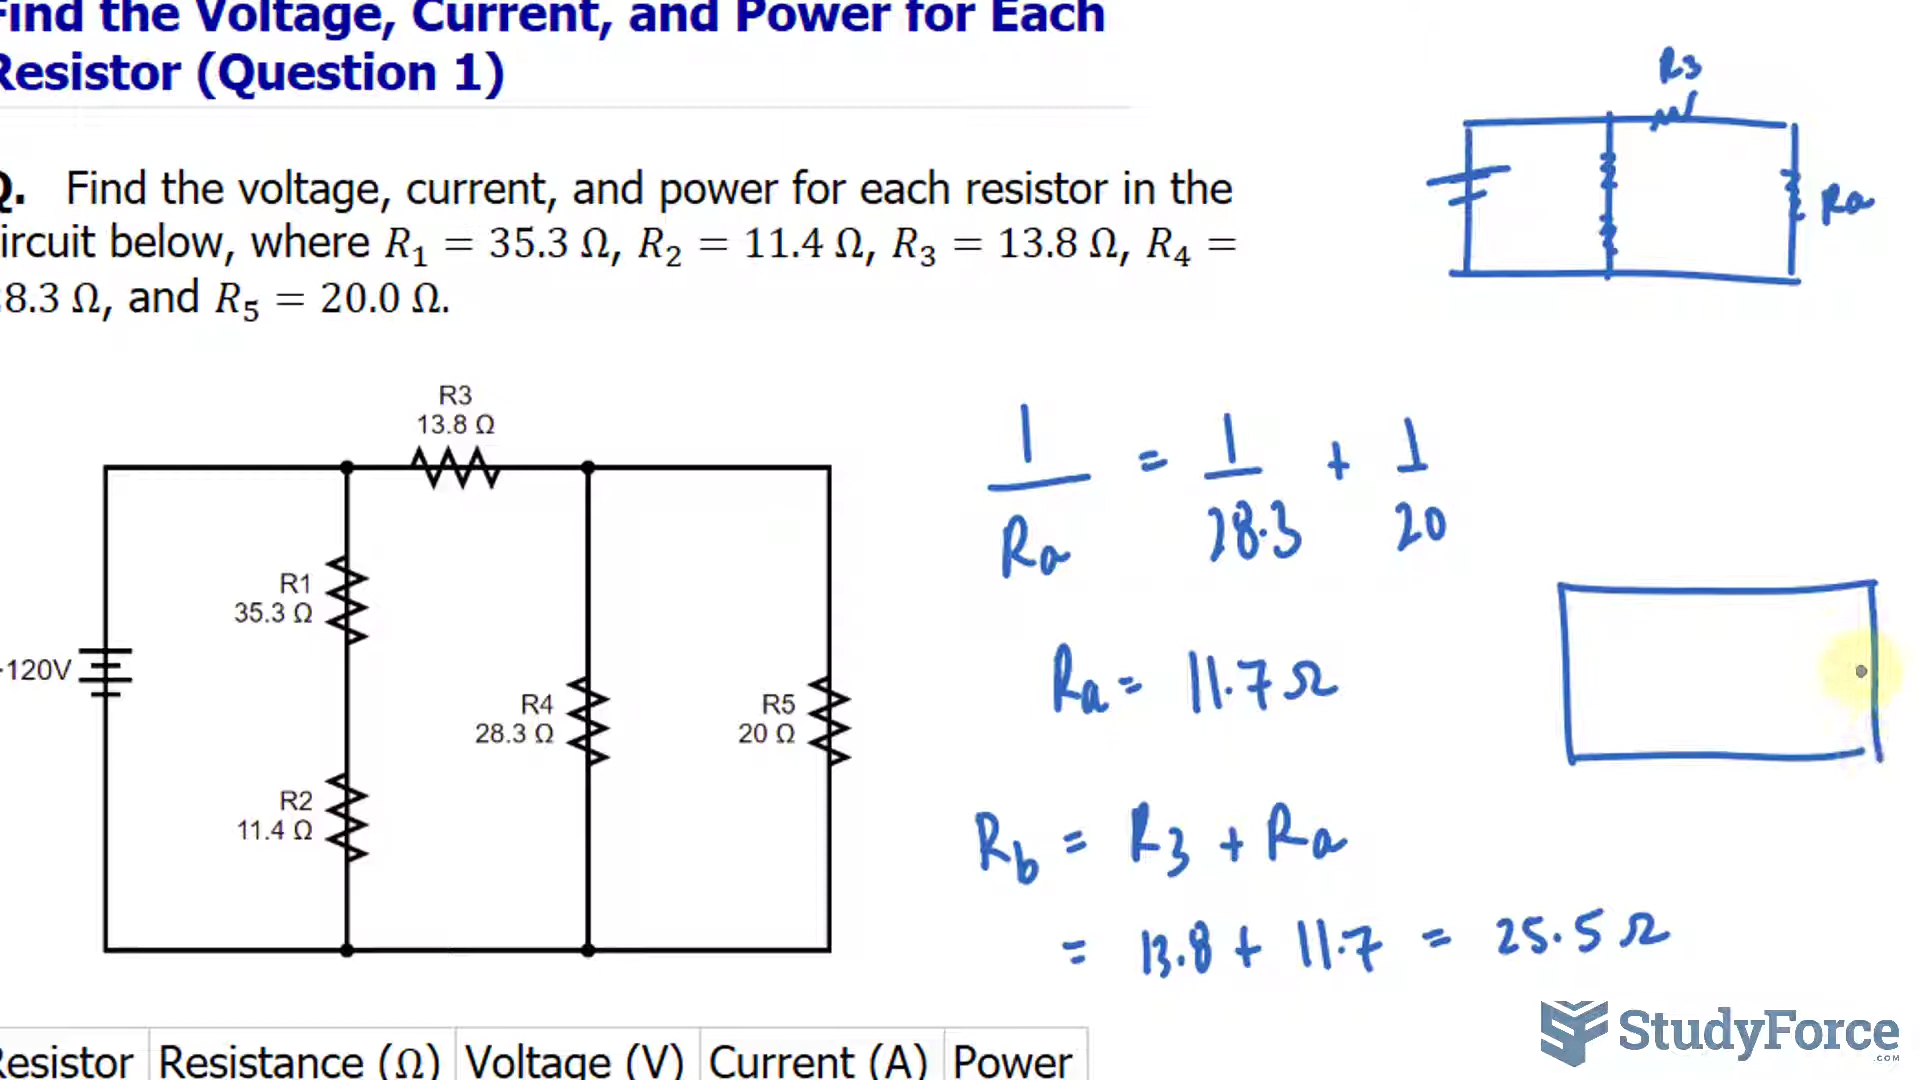 Find the Voltage, Current, and Power for Each
Resistor (Question 1)
Q. Find the voltage, current, and power for each resistor in the
circuit below, where R₁ = 35.3 Ω, R₂ = 11.4 Ω, R₃ = 13.8 Ω, R₄ =
8.3 Ω, and R₅ = 20.0 Ω.
R3
Ra
R3
13.8 Ω
R1
35.3 Ω
120V
R4
28.3 Ω
R5
20 Ω
R2
11.4 Ω
1/Ra = 1/28.3 + 1/20
Ra = 11.7 Ω
Rb = R3 + Ra
= 13.8 + 11.7 = 25.5 Ω
Resistor Resistance (Ω) Voltage (V) Current (A) Power
StudyForce
.COM